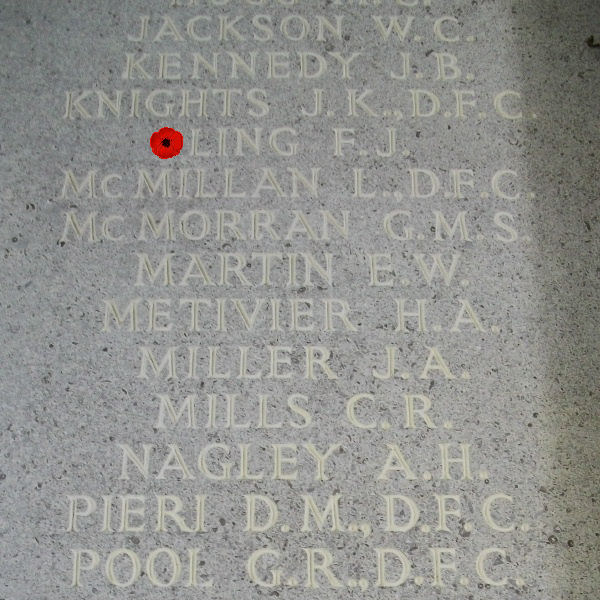 JACKSON W.C.
KENNEDY J.B.
KNIGHTS J.K., D.F.C.
LING F.J.
McMILLAN L., D.F.C.
McMORRAN G.M.S.
MARTIN E.W.
METIVIER H.A.
MILLER J.A.
MILLS C.R.
NAGLEY A.H.
PIERI D.M., D.F.C.
POOL G.R., D.F.C.